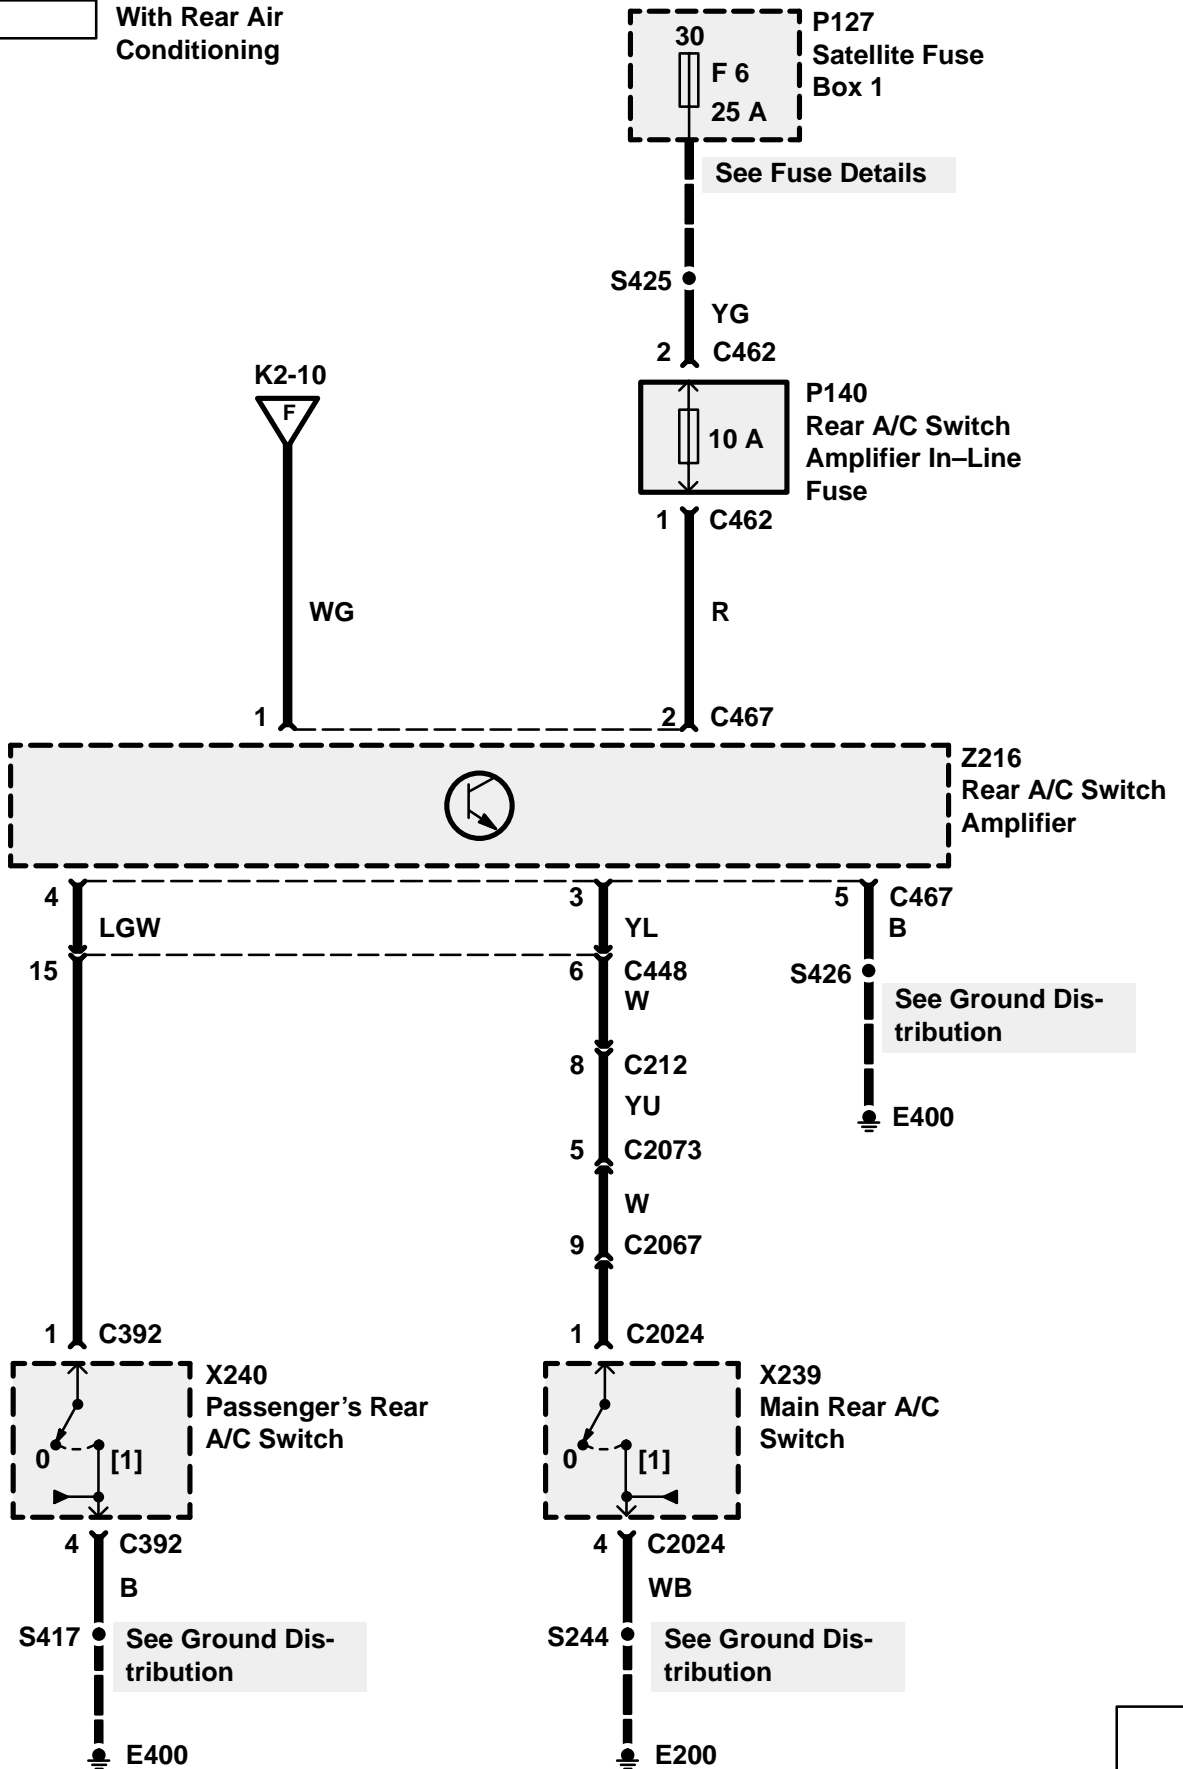 With Rear Air
Conditioning
30
F 6
25 A
P127
Satellite Fuse
Box 1
See Fuse Details
S425
YG
2
C462
K2-10
F
10 A
P140
Rear A/C Switch
Amplifier In–Line
Fuse
1
C462
WG
R
1
2
C467
Z216
Rear A/C Switch
Amplifier
4
3
5
C467
LGW
YL
B
15
6
C448
S426
W
See Ground Dis-
tribution
8
C212
YU
E400
5
C2073
W
9
C2067
1
C392
1
C2024
X240
Passenger’s Rear
A/C Switch
0
[1]
X239
Main Rear A/C
Switch
0
[1]
4
C392
4
C2024
B
WB
S417
See Ground Dis-
tribution
S244
See Ground Dis-
tribution
E400
E200